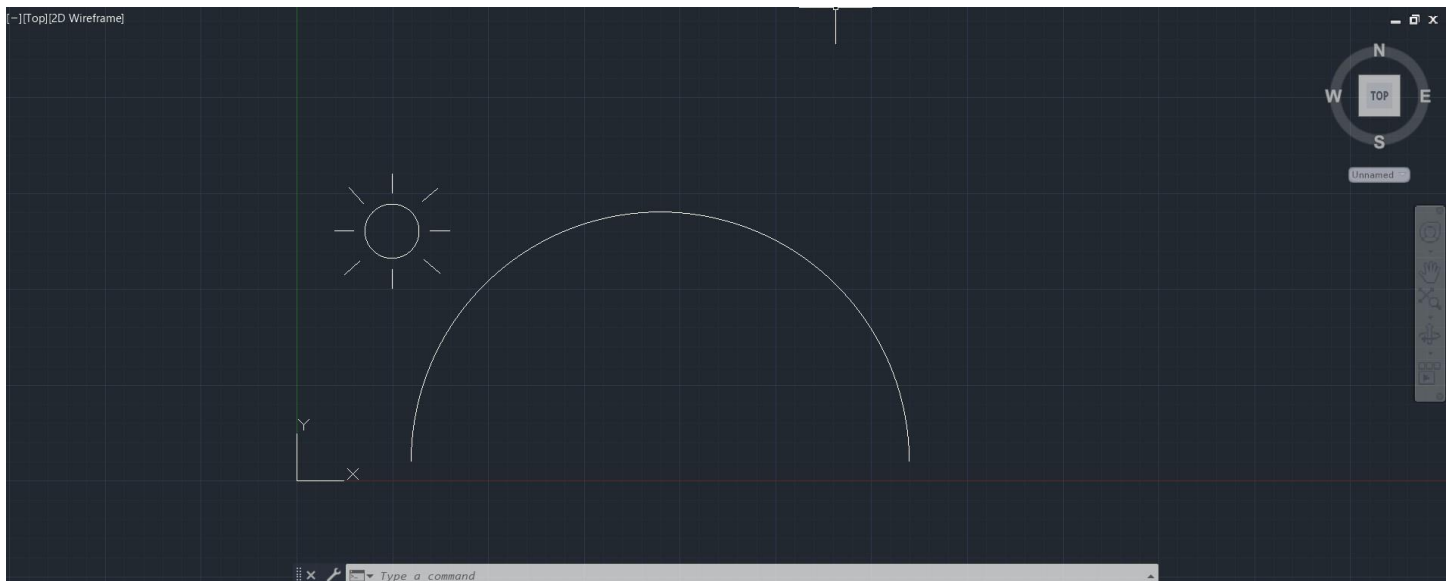 [−][Top][2D Wireframe]
N
W TOP E
S
Unnamed
Y
X
Type a command